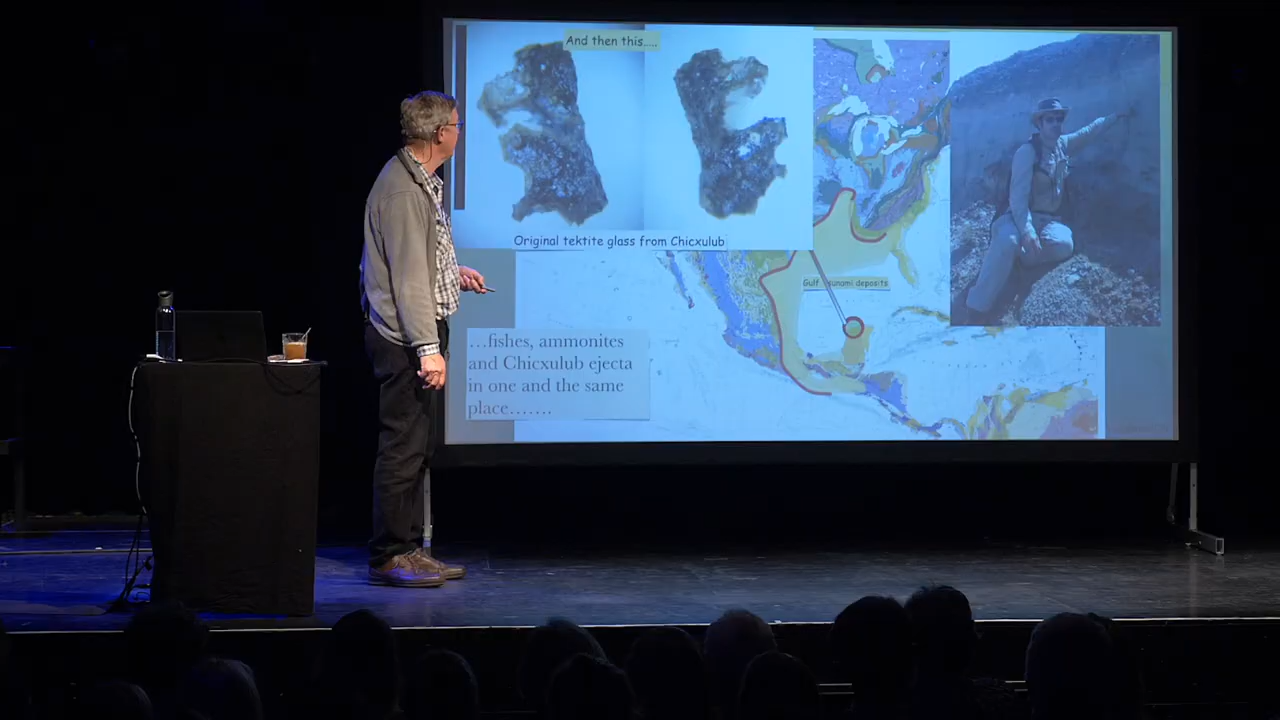 And then this.....
Original tektite glass from Chicxulub
Gulf tsunami deposits
...fishes, ammonites
and Chicxulub ejecta
in one and the same
place.......